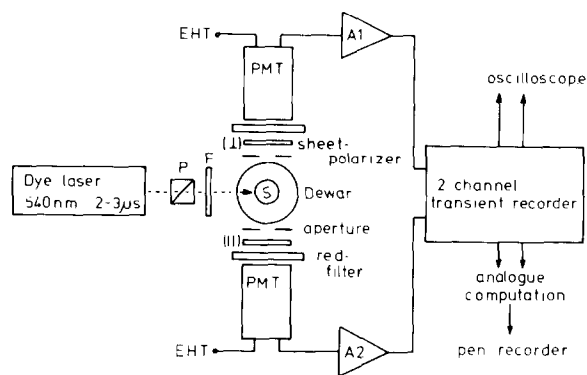 EHT
PMT
A1
oscilloscope
(⊥)
sheet-
polarizer
P
F
Dye laser
540nm 2-3μs
S
Dewar
2 channel
transient recorder
aperture
(II)
red-
filter
PMT
analogue
computation
EHT
A2
pen recorder